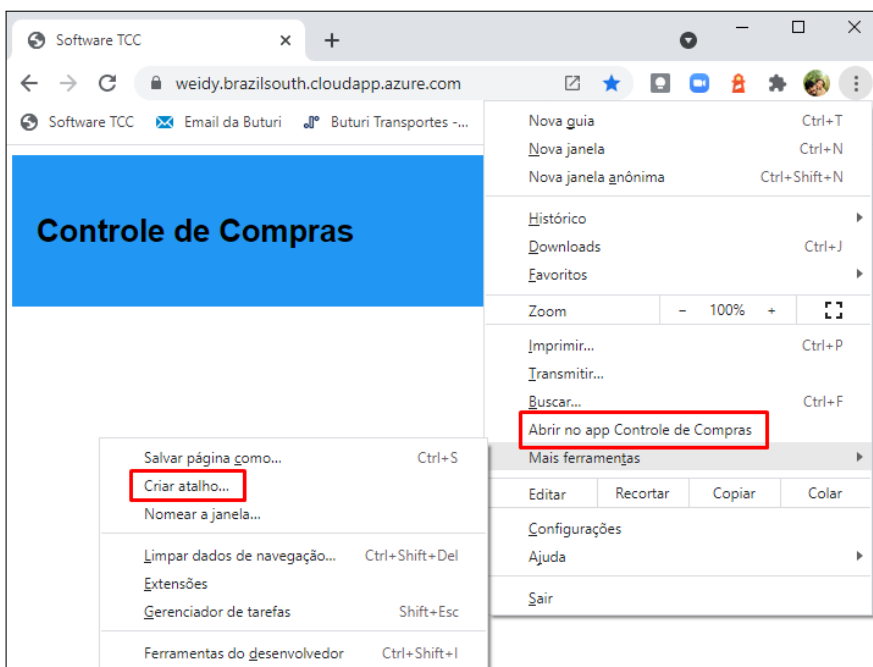 Software TCC
weidy.brazilsouth.cloudapp.azure.com
Software TCC Email da Buturi Buturi Transportes -...
Controle de Compras
Nova guia Ctrl+T
Nova janela Ctrl+N
Nova janela anônima Ctrl+Shift+N
Histórico
Downloads Ctrl+J
Favoritos
Zoom - 100% +
Imprimir... Ctrl+P
Transmitir...
Buscar... Ctrl+F
Abrir no app Controle de Compras
Mais ferramentas
Editar Recortar Copiar Colar
Configurações
Ajuda
Sair
Salvar página como... Ctrl+S
Criar atalho...
Nomear a janela...
Limpar dados de navegação... Ctrl+Shift+Del
Extensões
Gerenciador de tarefas Shift+Esc
Ferramentas do desenvolvedor Ctrl+Shift+I